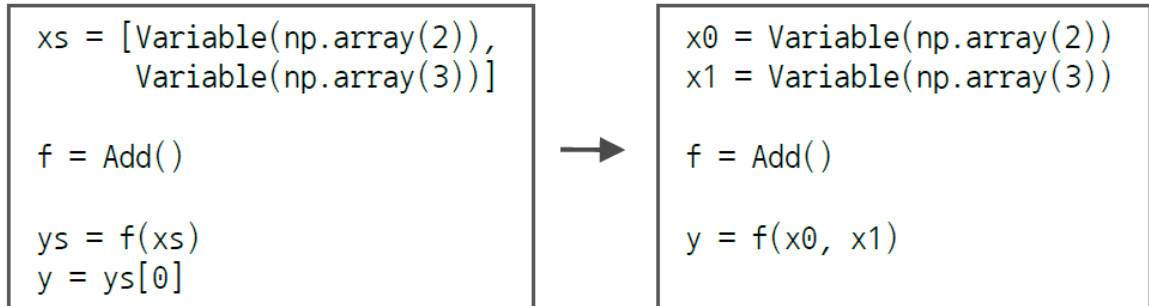 xs = [Variable(np.array(2)),
      Variable(np.array(3))]
f = Add()
ys = f(xs)
y = ys[0]
x0 = Variable(np.array(2))
x1 = Variable(np.array(3))
f = Add()
y = f(x0, x1)